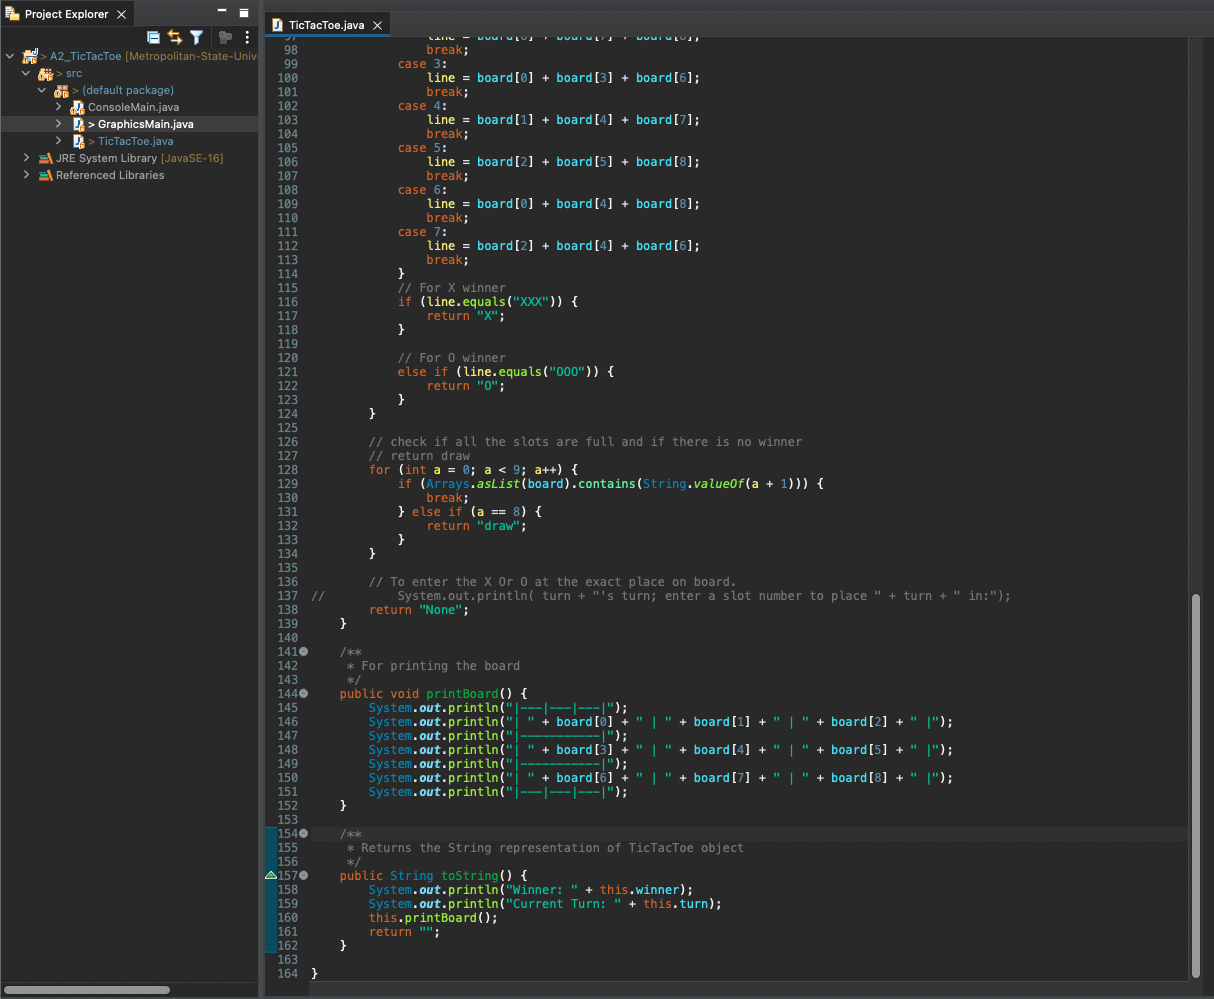 Project Explorer
> A2_TicTacToe [Metropolitan-State-Unive
> src
> (default package)
ConsoleMain.java
> GraphicsMain.java
> TicTacToe.java
JRE System Library [JavaSE-16]
Referenced Libraries
TicTacToe.java
97 line = board[6] + board[7] + board[8];
98 break;
99 case 3:
100 line = board[0] + board[3] + board[6];
101 break;
102 case 4:
103 line = board[1] + board[4] + board[7];
104 break;
105 case 5:
106 line = board[2] + board[5] + board[8];
107 break;
108 case 6:
109 line = board[0] + board[4] + board[8];
110 break;
111 case 7:
112 line = board[2] + board[4] + board[6];
113 break;
114 }
115 // For X winner
116 if (line.equals("XXX")) {
117 return "X";
118 }
119
120 // For O winner
121 else if (line.equals("OOO")) {
122 return "O";
123 }
124 }
125
126 // check if all the slots are full and if there is no winner
127 // return draw
128 for (int a = 0; a < 9; a++) {
129 if (Arrays.asList(board).contains(String.valueOf(a + 1))) {
130 break;
131 } else if (a == 8) {
132 return "draw";
133 }
134 }
135
136 // To enter the X Or O at the exact place on board.
137 // System.out.println( turn + "'s turn; enter a slot number to place " + turn + " in:");
138 return "None";
139 }
140
141 /**
142 * For printing the board
143 */
144 public void printBoard() {
145 System.out.println("|---|---|---|");
146 System.out.println("| " + board[0] + " | " + board[1] + " | " + board[2] + " |");
147 System.out.println("|-----------|");
148 System.out.println("| " + board[3] + " | " + board[4] + " | " + board[5] + " |");
149 System.out.println("|-----------|");
150 System.out.println("| " + board[6] + " | " + board[7] + " | " + board[8] + " |");
151 System.out.println("|---|---|---|");
152 }
153
154 /**
155 * Returns the String representation of TicTacToe object
156 */
157 public String toString() {
158 System.out.println("Winner: " + this.winner);
159 System.out.println("Current Turn: " + this.turn);
160 this.printBoard();
161 return "";
162 }
163
164 }